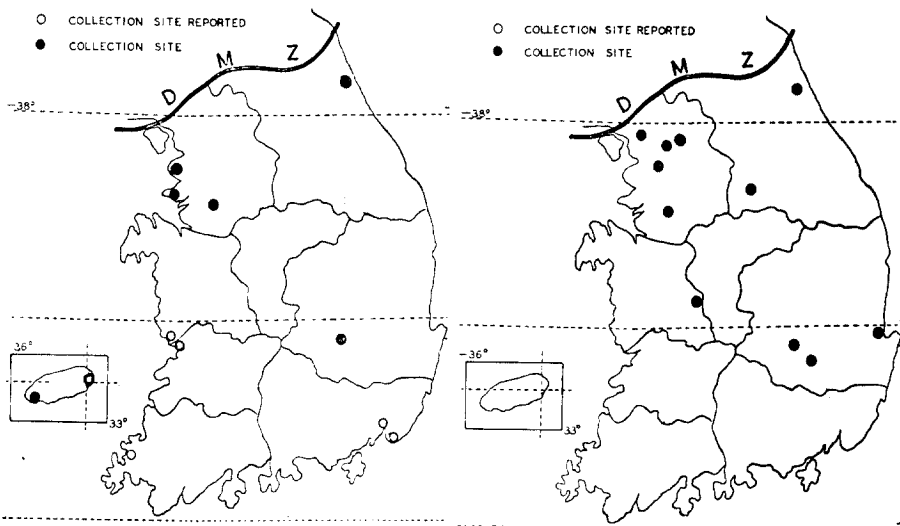 COLLECTION SITE REPORTED
COLLECTION SITE
D M Z
-38°
36°
33°
COLLECTION SITE REPORTED
COLLECTION SITE
D M Z
-38°
-36°
33°